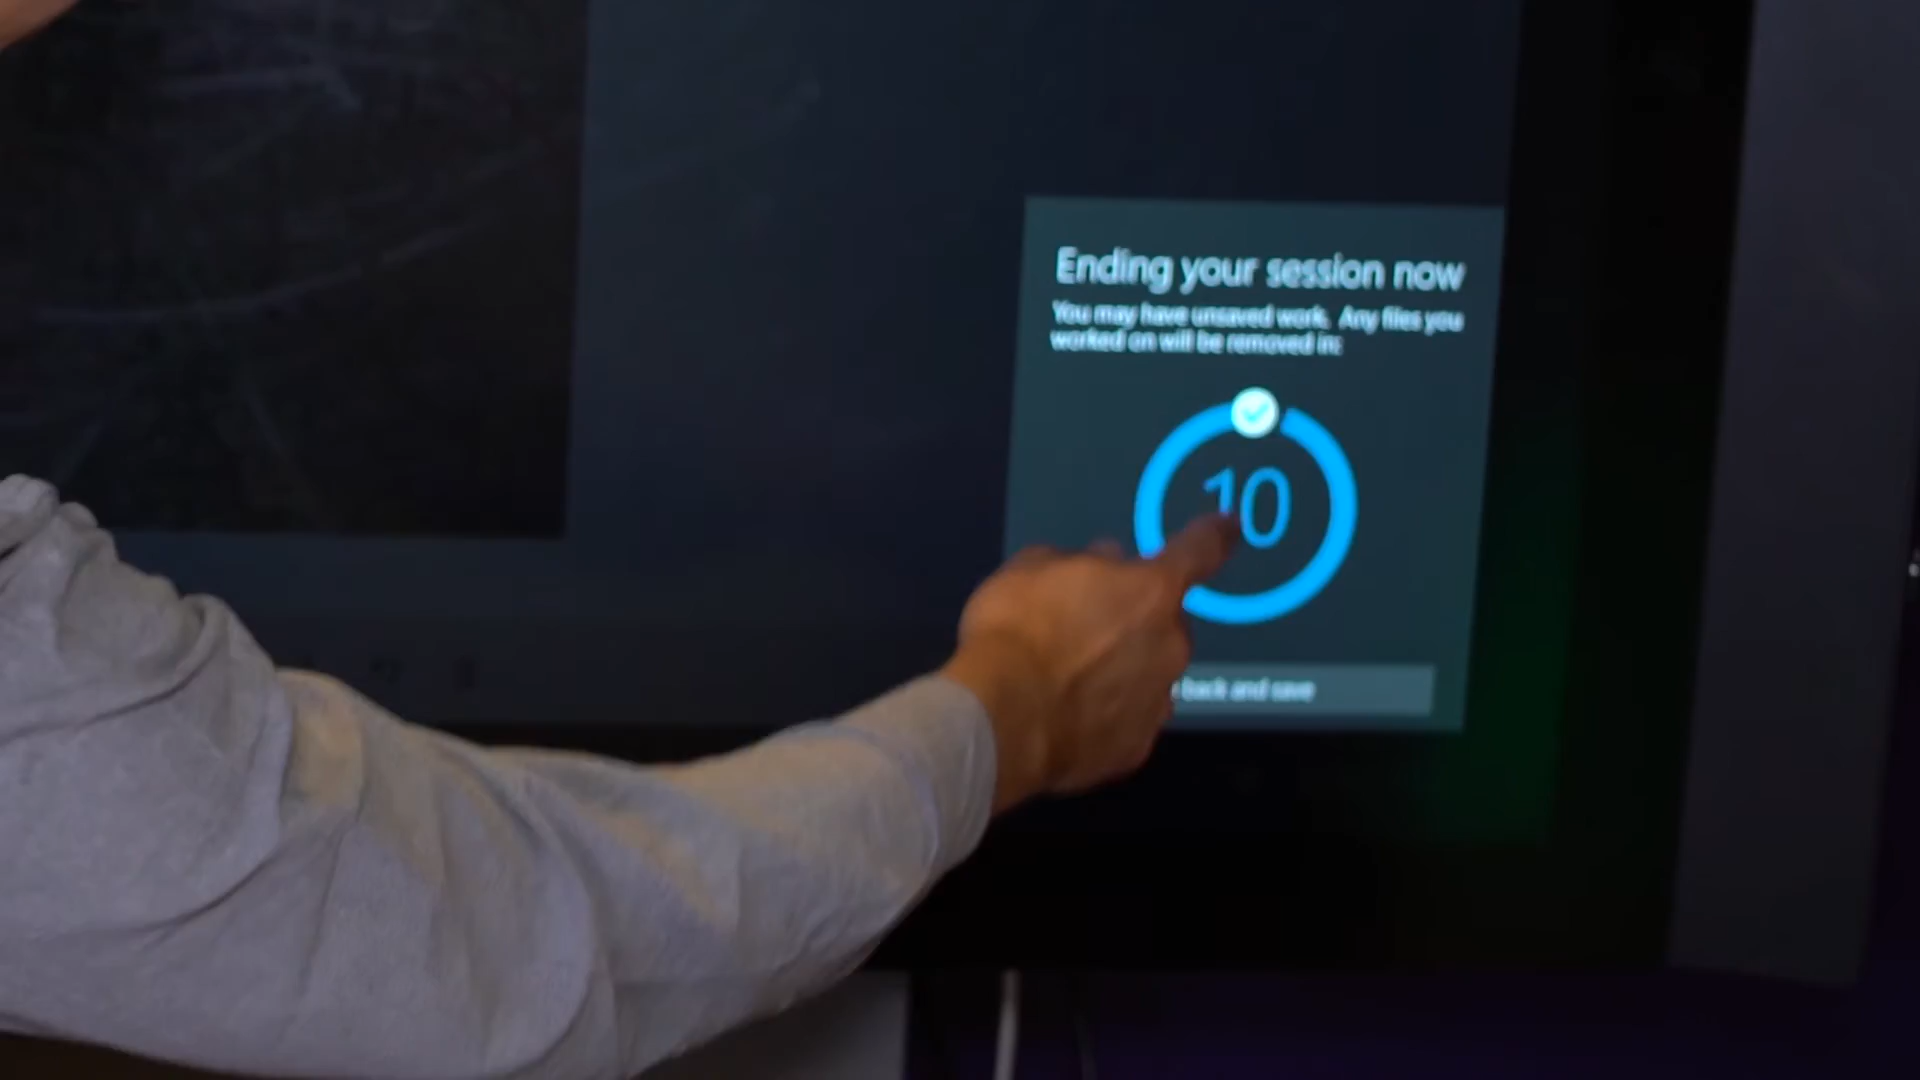 Ending your session now
You may have unsaved work. Any files you
worked on will be removed in:
10
back and save